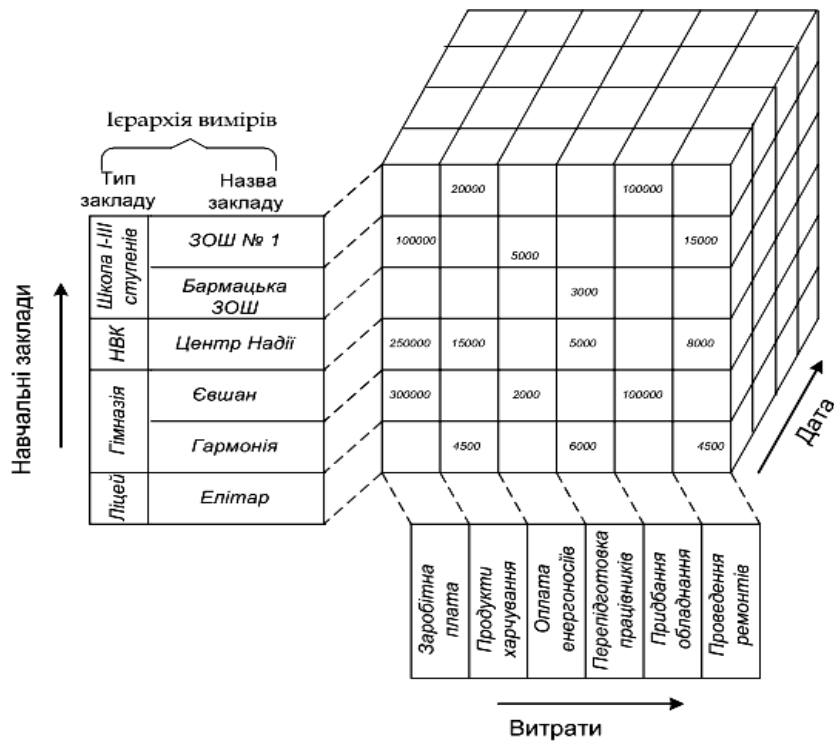 Ієрархія вимірів
Тип
закладу
Назва
закладу
Навчальні заклади
Школа І-ІІІ
ступенів
ЗОШ № 1
Бармацька
ЗОШ
НВК
Центр Надії
Гімназія
Євшан
Гармонія
Ліцей
Елітар
20000
100000
100000
5000
15000
3000
250000
15000
5000
8000
300000
2000
100000
4500
6000
4500
Дата
Заробітна
плата
Продукти
харчування
Оплата
енергоносіїв
Перепідготовка
працівників
Придбання
обладнання
Проведення
ремонтів
Витрати